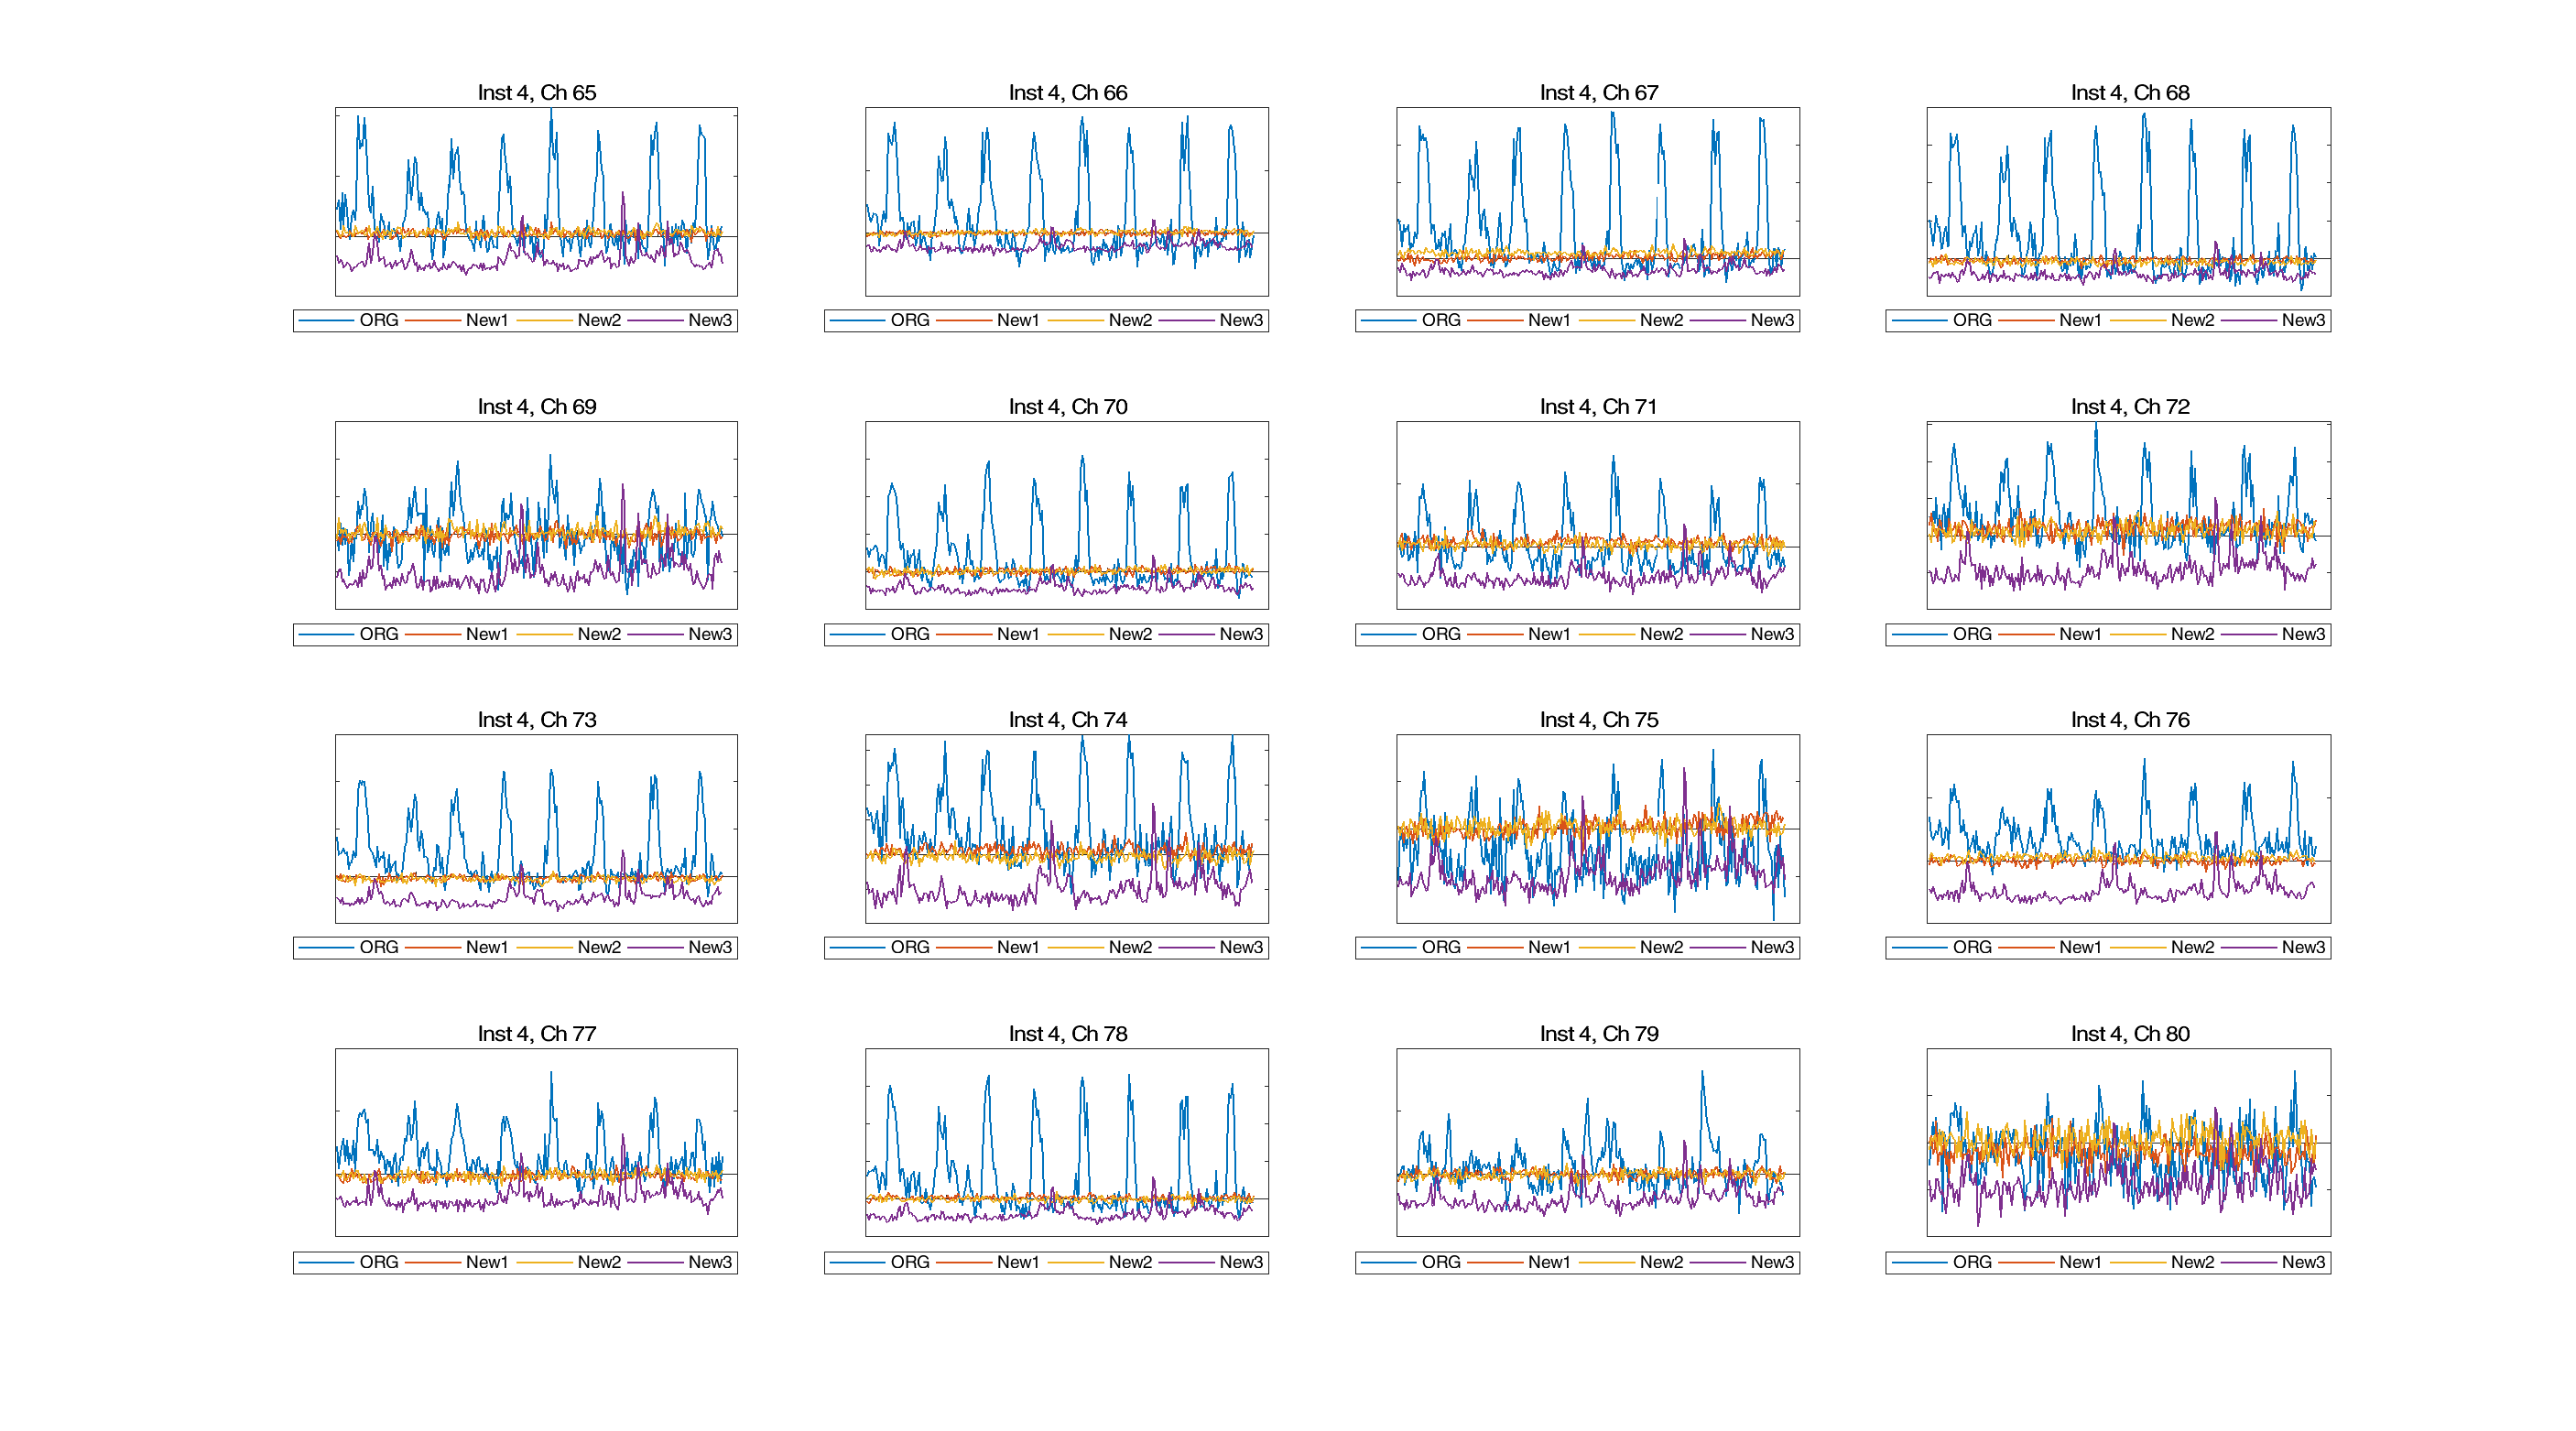 Inst 4, Ch 65
Inst 4, Ch 66
Inst 4, Ch 67
Inst 4, Ch 68
ORG New1 New2 New3
ORG New1 New2 New3
ORG New1 New2 New3
ORG New1 New2 New3
Inst 4, Ch 69
Inst 4, Ch 70
Inst 4, Ch 71
Inst 4, Ch 72
ORG New1 New2 New3
ORG New1 New2 New3
ORG New1 New2 New3
ORG New1 New2 New3
Inst 4, Ch 73
Inst 4, Ch 74
Inst 4, Ch 75
Inst 4, Ch 76
ORG New1 New2 New3
ORG New1 New2 New3
ORG New1 New2 New3
ORG New1 New2 New3
Inst 4, Ch 77
Inst 4, Ch 78
Inst 4, Ch 79
Inst 4, Ch 80
ORG New1 New2 New3
ORG New1 New2 New3
ORG New1 New2 New3
ORG New1 New2 New3